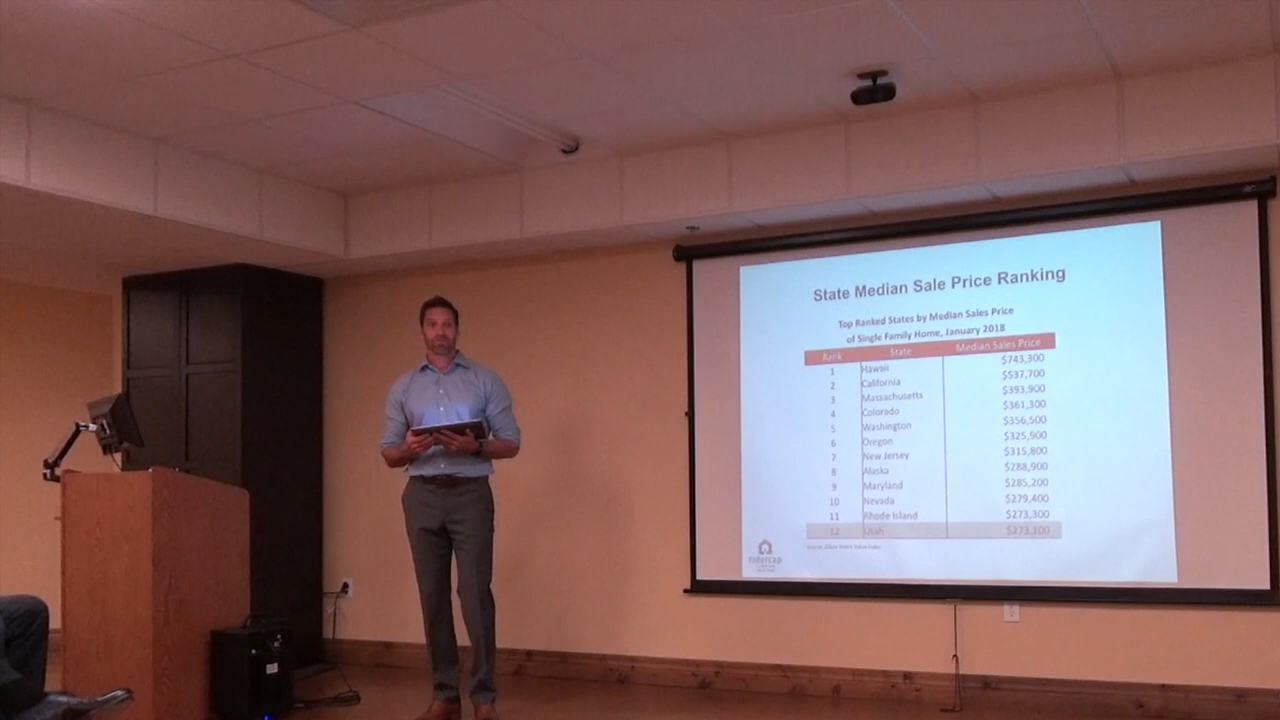 State Median Sale Price Ranking
Top Ranked States by Median Sales Price
of Single Family Home, January 2018
Rank State Median Sales Price
1 Hawaii $743,300
2 California $537,700
3 Massachusetts $393,900
4 Colorado $361,300
5 Washington $356,500
6 Oregon $325,900
7 New Jersey $315,800
8 Alaska $288,900
9 Maryland $285,200
10 Nevada $279,400
11 Rhode Island $273,300
12 Utah $273,100